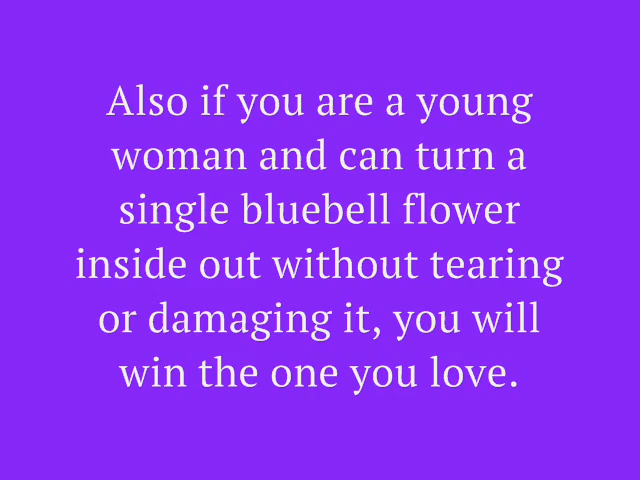 Also if you are a young
woman and can turn a
single bluebell flower
inside out without tearing
or damaging it, you will
win the one you love.